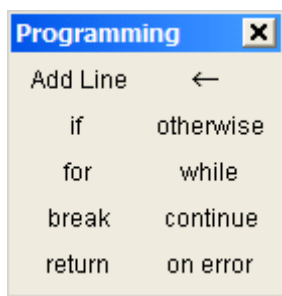 Programming
Add Line ←
if otherwise
for while
break continue
return on error